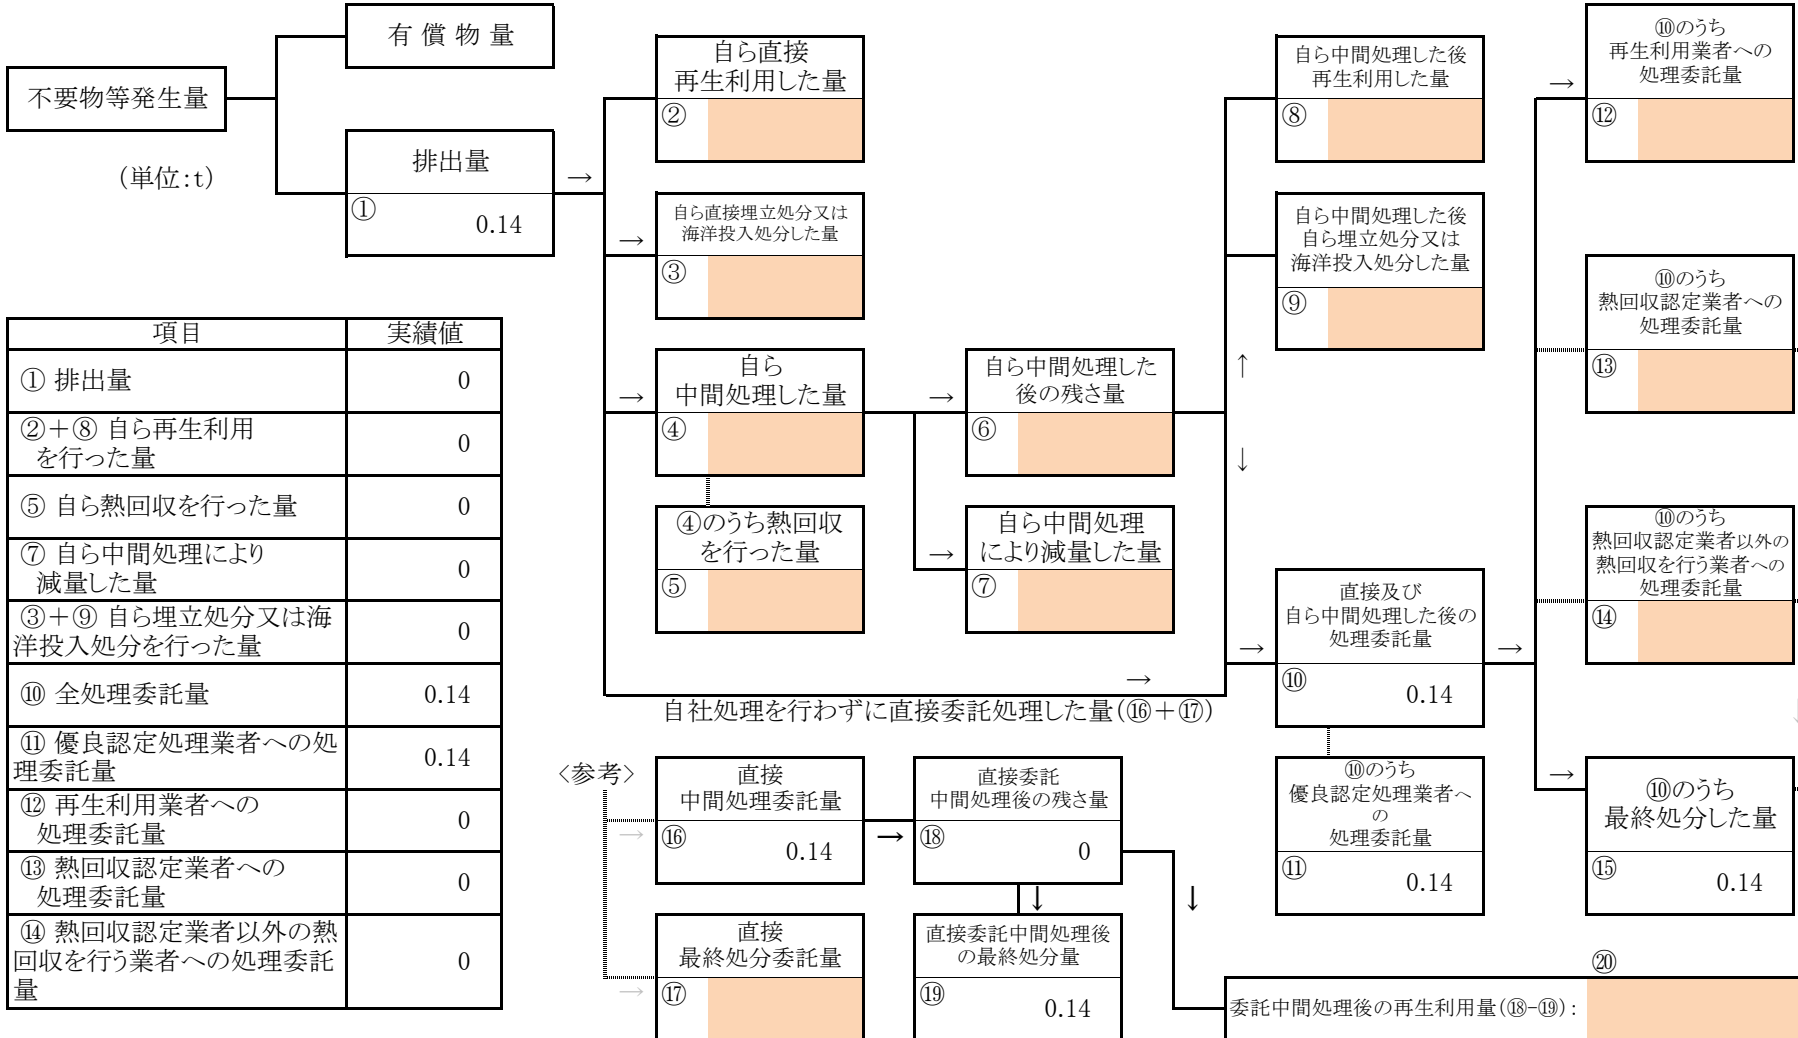 有償物量
不要物等発生量
(単位:t)
排出量
①
0.14
→
自ら直接
再生利用した量
②
→
自ら直接埋立処分又は
海洋投入処分した量
③
→
自ら
中間処理した量
④
④のうち熱回収
を行った量
⑤
→
自ら中間処理した
後の残さ量
⑥
→
自ら中間処理
により減量した量
⑦
自ら中間処理した後
再生利用した量
⑧
自ら中間処理した後
自ら埋立処分又は
海洋投入処分した量
⑨
↑
↓
→
自社処理を行わずに直接委託処理した量(⑯+⑰)
→
直接及び
自ら中間処理した後の
処理委託量
⑩
0.14
→
⑩のうち
優良認定処理業者へ
の
処理委託量
⑪
0.14
→
⑩のうち
再生利用業者への
処理委託量
⑫
⑩のうち
熱回収認定業者への
処理委託量
⑬
⑩のうち
熱回収認定業者以外の
熱回収を行う業者への
処理委託量
⑭
→
⑩のうち
最終処分した量
⑮
0.14
↓
項目 実績値
① 排出量 0
②+⑧ 自ら再生利用
を行った量 0
⑤ 自ら熱回収を行った量 0
⑦ 自ら中間処理により
減量した量 0
③+⑨ 自ら埋立処分又は海
洋投入処分を行った量 0
⑩ 全処理委託量 0.14
⑪ 優良認定処理業者への処
理委託量 0.14
⑫ 再生利用業者への
処理委託量 0
⑬ 熱回収認定業者への
処理委託量 0
⑭ 熱回収認定業者以外の熱
回収を行う業者への処理委託
量 0
<参考>
→
直接
中間処理委託量
⑯
0.14
→
直接委託
中間処理後の残さ量
⑱
0
↓
↓
→
直接
最終処分委託量
⑰
直接委託中間処理後
の最終処分量
⑲
0.14
⑳
委託中間処理後の再生利用量(⑱-⑲):